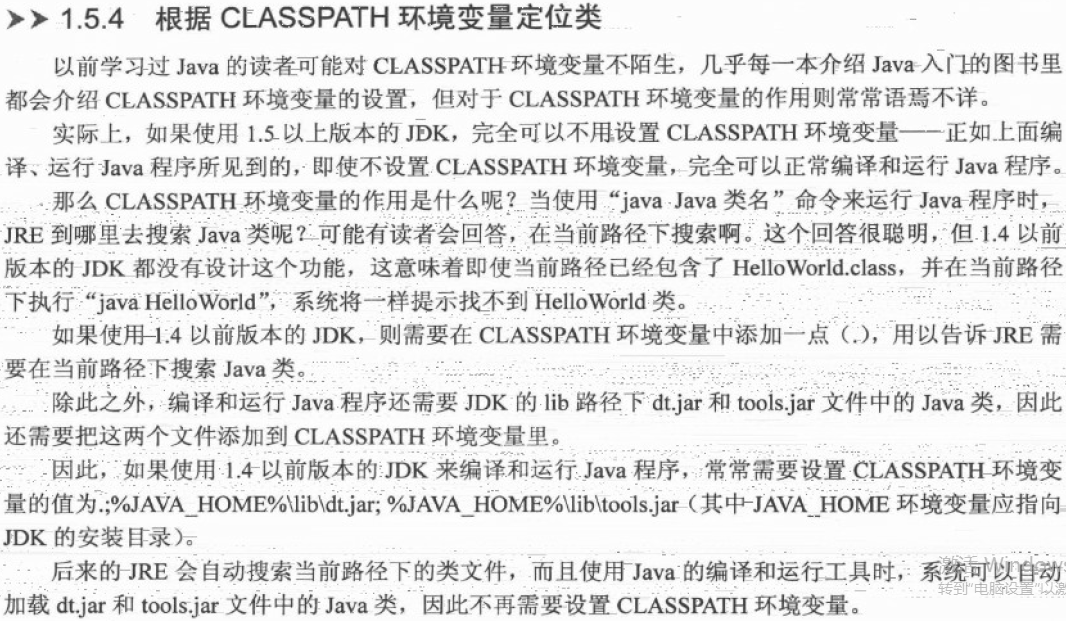 ➤➤ 1.5.4 根据 CLASSPATH 环境变量定位类
以前学习过 Java 的读者可能对 CLASSPATH 环境变量不陌生，几乎每一本介绍 Java 入门的图书里
都会介绍 CLASSPATH 环境变量的设置，但对于 CLASSPATH 环境变量的作用则常常语焉不详。
实际上，如果使用 1.5 以上版本的 JDK，完全可以不用设置 CLASSPATH 环境变量——正如上面编
译、运行 Java 程序所见到的，即使不设置 CLASSPATH 环境变量，完全可以正常编译和运行 Java 程序。
那么 CLASSPATH 环境变量的作用是什么呢？当使用“java Java 类名”命令来运行 Java 程序时，
JRE 到哪里去搜索 Java 类呢？可能有读者会回答，在当前路径下搜索啊。这个回答很聪明，但 1.4 以前
版本的 JDK 都没有设计这个功能，这意味着即使当前路径已经包含了 HelloWorld.class，并在当前路径
下执行“java HelloWorld”，系统将一样提示找不到 HelloWorld 类。
如果使用 1.4 以前版本的 JDK，则需要在 CLASSPATH 环境变量中添加一点（.），用以告诉 JRE 需
要在当前路径下搜索 Java 类。
除此之外，编译和运行 Java 程序还需要 JDK 的 lib 路径下 dt.jar 和 tools.jar 文件中的 Java 类，因此
还需要把这两个文件添加到 CLASSPATH 环境变量里。
因此，如果使用 1.4 以前版本的 JDK 来编译和运行 Java 程序，常常需要设置 CLASSPATH 环境变
量的值为.;%JAVA_HOME%\lib\dt.jar; %JAVA_HOME%\lib\tools.jar（其中 JAVA_HOME 环境变量应指向
JDK 的安装目录）。
后来的 JRE 会自动搜索当前路径下的类文件，而且使用 Java 的编译和运行工具时，系统可以自动
加载 dt.jar 和 tools.jar 文件中的 Java 类，因此不再需要设置 CLASSPATH 环境变量。
激活 Windows
转到“电脑设置”以激